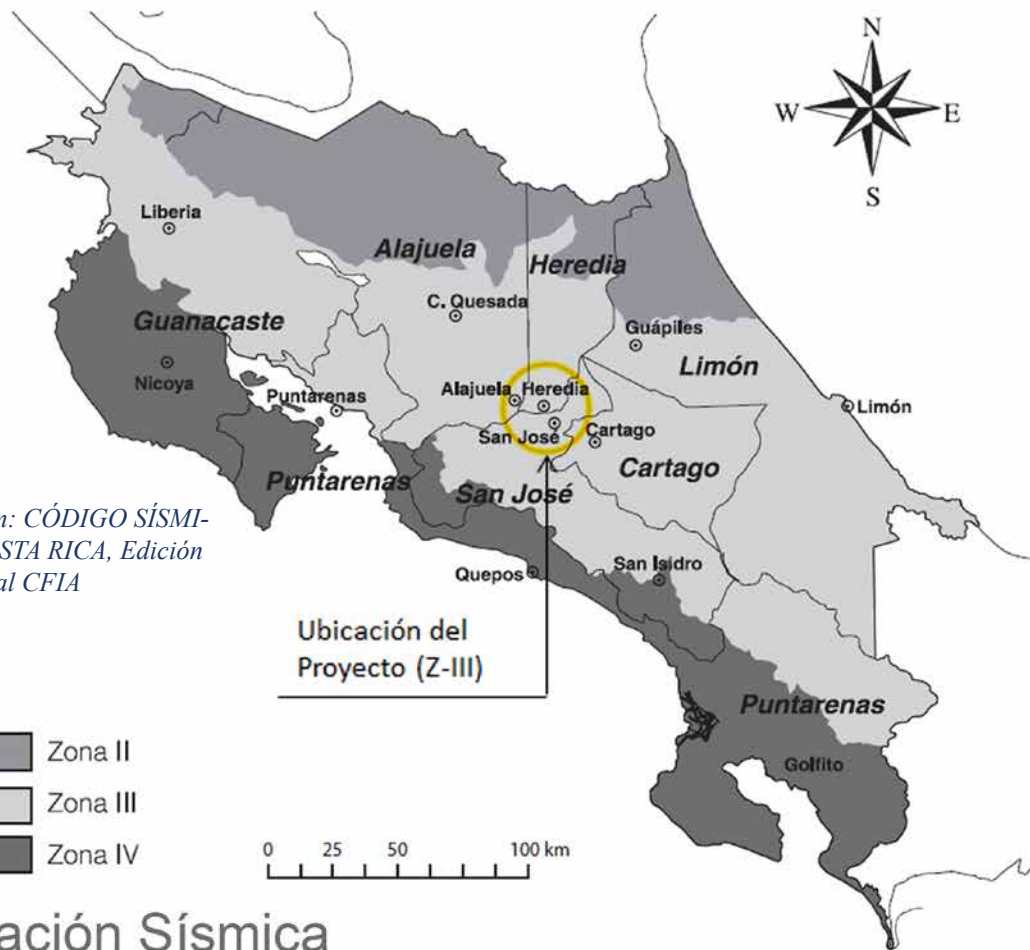 N
W E
S
Liberia
Alajuela
Heredia
C. Quesada
Guanacaste
Guápiles
Limón
Nicoya
Alajuela Heredia
Puntarenas
Limón
San José
Cartago
Cartago
Puntarenas
San José
n: CÓDIGO SÍSMI-
STA RICA, Edición
al CFIA
San Isidro
Quepos
Ubicación del
Proyecto (Z-III)
Puntarenas
Golfito
Zona II
Zona III
Zona IV
0 25 50 100 km
ación Sísmica